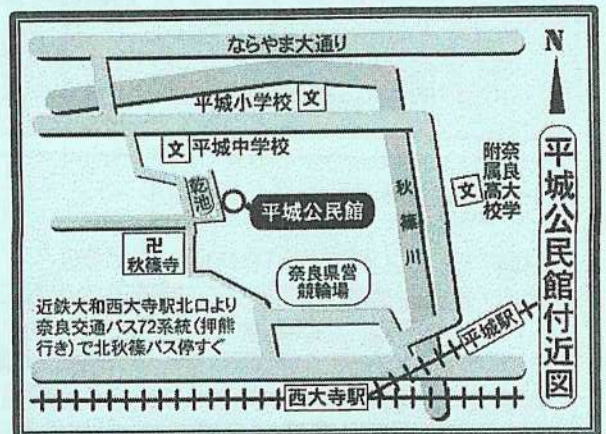 ならやま大通り
N
平城公民館付近図
平城小学校 文
文 平城中学校
奈良大学
附属高校
文
乾池
平城公民館
秋篠川
卍
秋篠寺
奈良県営
競輪場
近鉄大和西大寺駅北口より
奈良交通バス72系統(押熊
行き)で北秋篠バス停すぐ
平城駅
西大寺駅